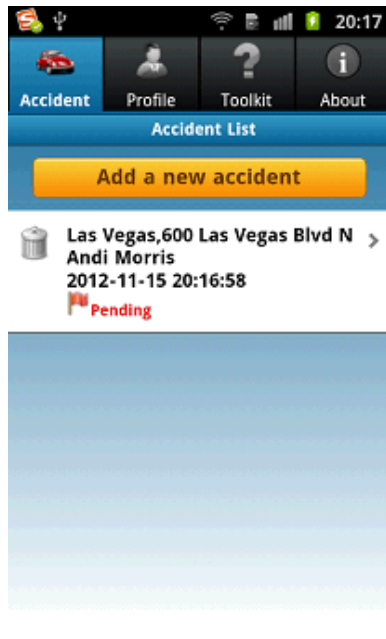 20:17
Accident Profile Toolkit About
Accident List
Add a new accident
Las Vegas,600 Las Vegas Blvd N
Andi Morris
2012-11-15 20:16:58
Pending